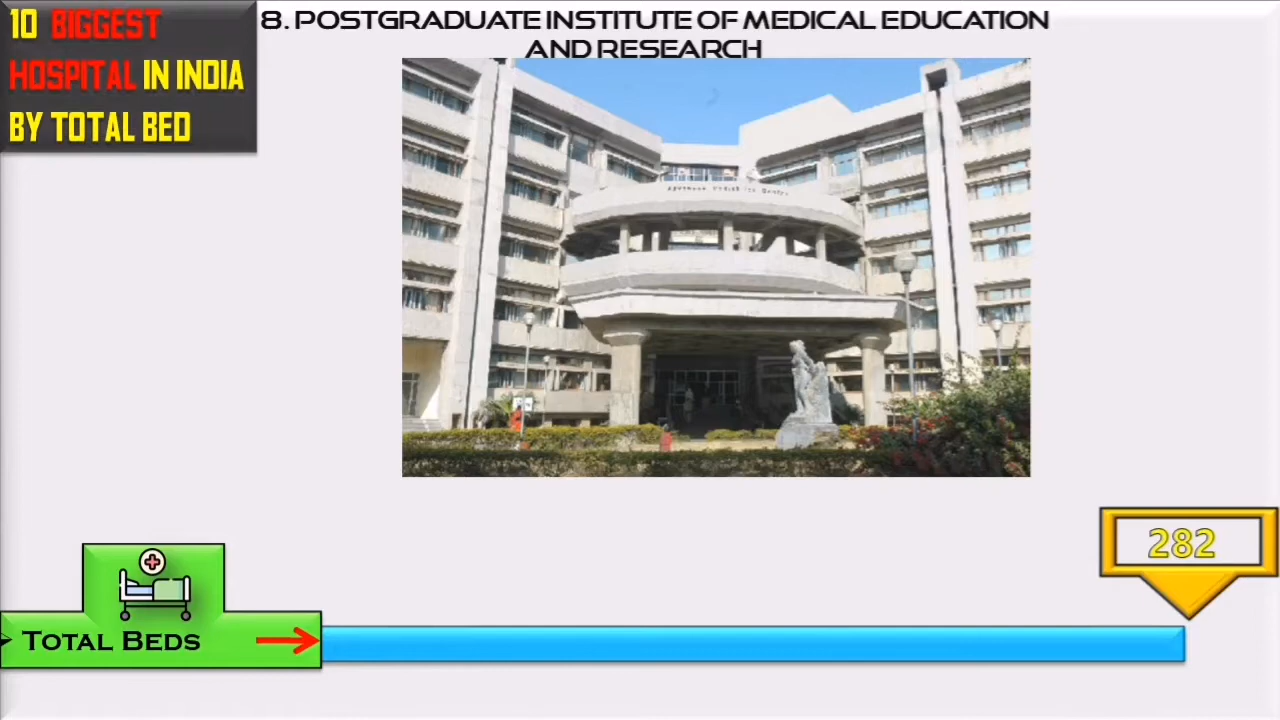 10 BIGGEST
HOSPITAL IN INDIA
BY TOTAL BED
8. POSTGRADUATE INSTITUTE OF MEDICAL EDUCATION
AND RESEARCH
282
TOTAL BEDS